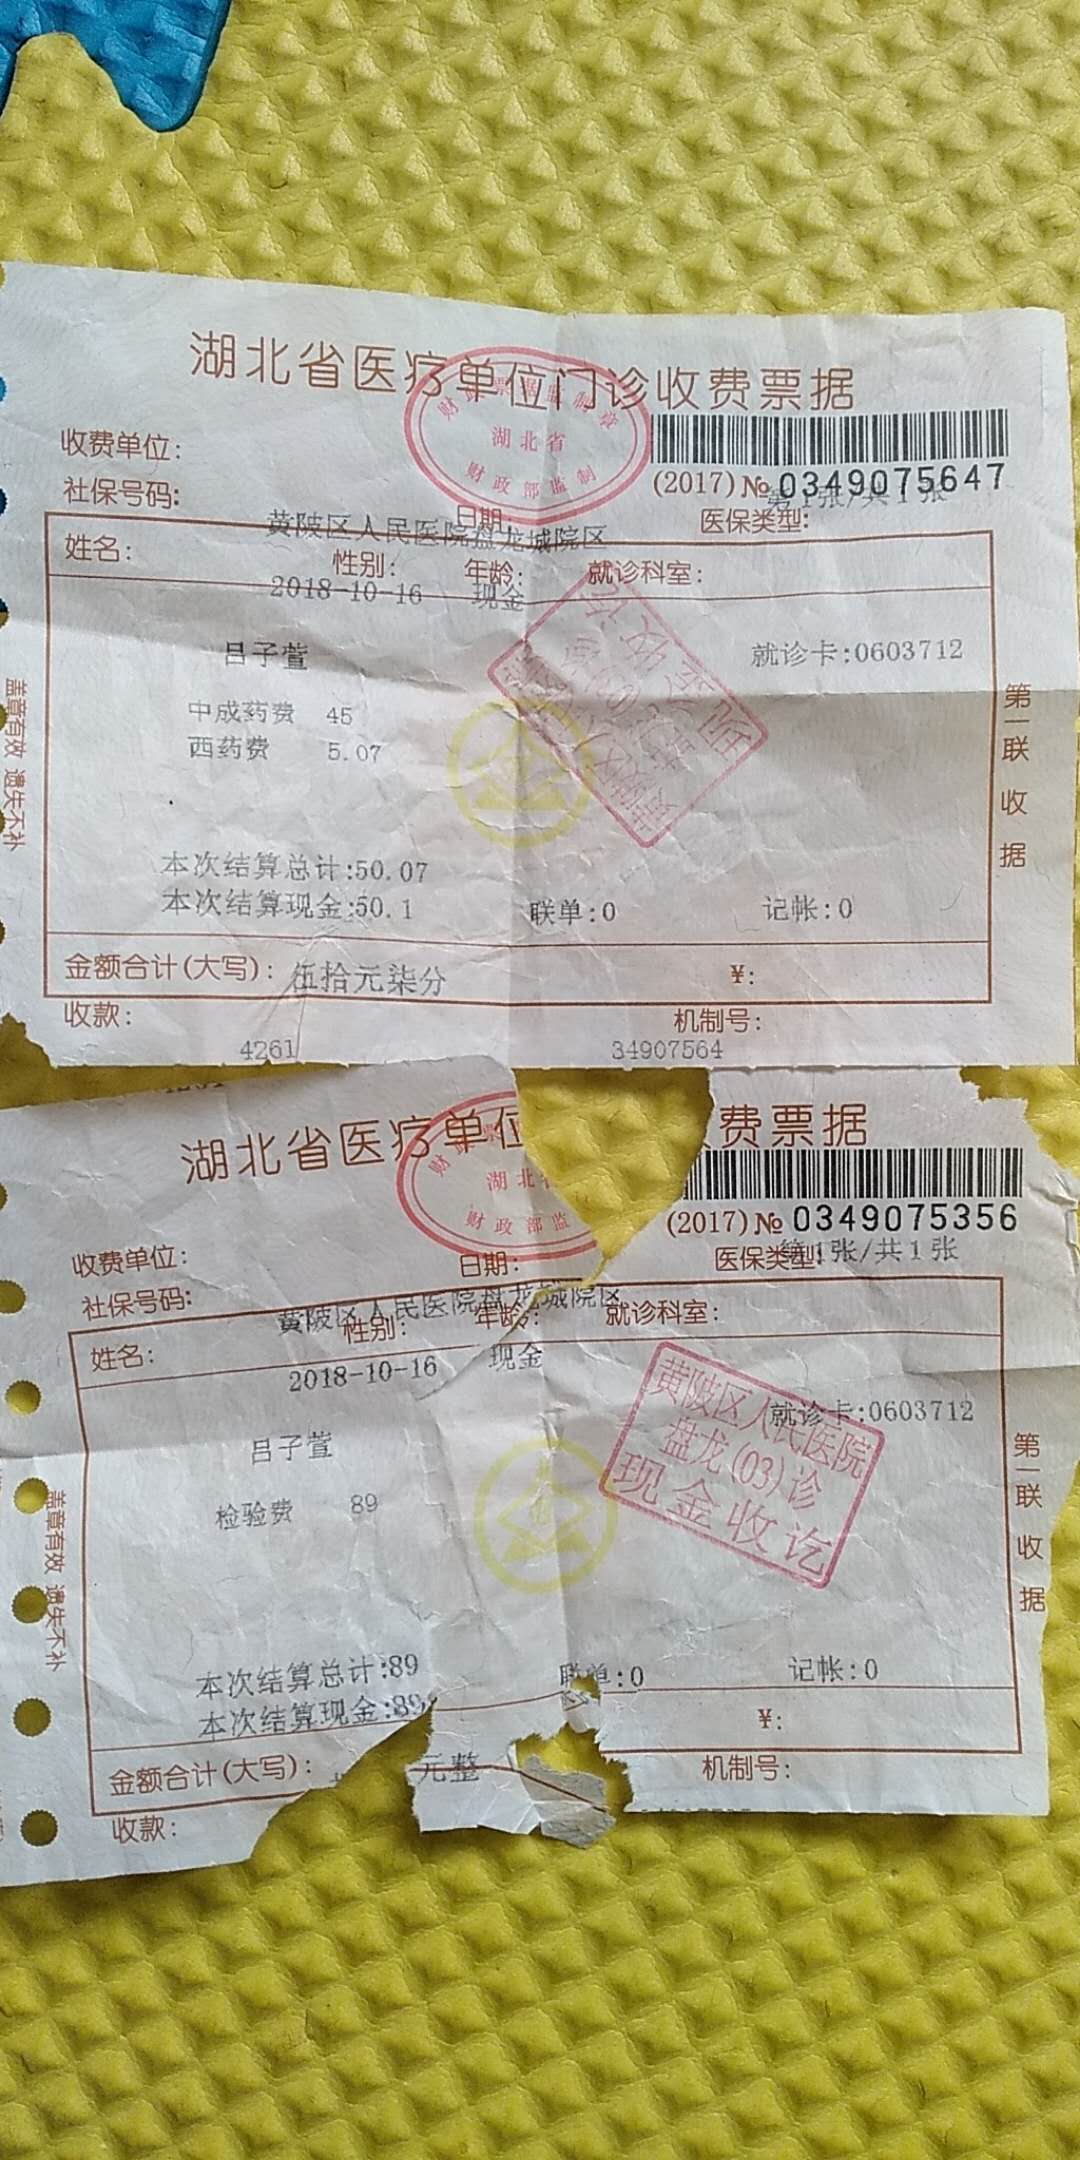 湖北省医疗单位门诊收费票据
财政票据监制章
湖北省
财政部监制
收费单位：
(2017) № 0349075647
第1张/共1张
社保号码：
日期：
医保类型：
黄陂区人民医院盘龙城院区
姓名：
性别：
年龄：
就诊科室：
2018-10-16 现金
吕子萱
就诊卡:0603712
中成药费 45
西药费 5.07
本次结算总计:50.07
本次结算现金:50.1 联单:0 记帐:0
金额合计(大写)：伍拾元柒分 ¥：
收款：
机制号：
4261 34907564
第一联 收据
盖章有效 遗失不补
湖北省医疗单位
费票据
湖北省
财政部监
(2017) № 0349075356
收费单位：
日期：
医保类型：
第1张/共1张
社保号码：
黄陂区人民医院盘龙城院区
姓名：
性别：
年龄：
就诊科室：
2018-10-16 现金
就诊卡:0603712
吕子萱
黄陂区人民医院
盘龙(03)诊
现金收讫
检验费 89
本次结算总计:89
联单:0 记帐:0
本次结算现金:89
¥：
金额合计(大写)： 元整
机制号：
收款：
第一联 收据
盖章有效 遗失不补